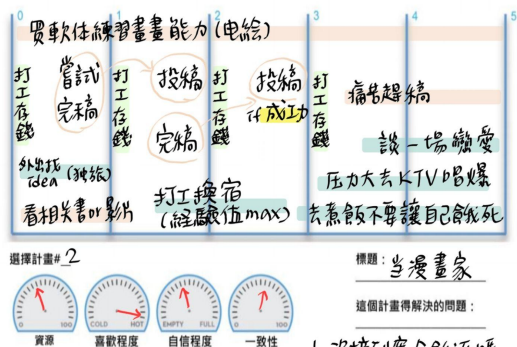 0 1 2 3 4 5
買軟体練習畫畫能力(电绘)
打工存錢
嘗試完稿
打工存錢
投稿
完稿
打工存錢
投稿
if 成功
打工存錢
痛苦趕稿
談一場戀愛
外出找idea(独旅)
压力大去KTV唱爆
打工換宿
(經驗值max)
看相关書or影片
去煮飯不要讓自己餓死
選擇計畫#2
標題:当漫畫家
這個計畫得解決的問題:
0 100
COLD HOT
EMPTY FULL
0 100
資源
喜歡程度
自信程度
一致性